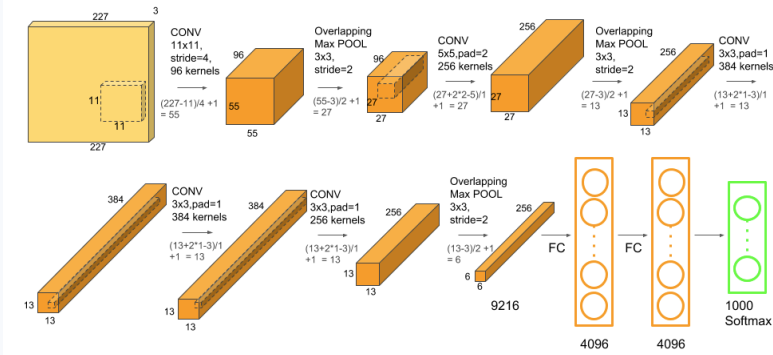 227
3
11
11
227
CONV
11x11,
stride=4,
96 kernels
(227-11)/4 +1
= 55
96
55
55
Overlapping
Max POOL
3x3,
stride=2
(55-3)/2 +1
= 27
96
27
27
CONV
5x5,pad=2
256 kernels
(27+2*2-5)/1
+1 = 27
256
27
27
Overlapping
Max POOL
3x3,
stride=2
(27-3)/2 +1
= 13
256
13
13
CONV
3x3,pad=1
384 kernels
(13+2*1-3)/1
+1 = 13
384
13
13
CONV
3x3,pad=1
384 kernels
(13+2*1-3)/1
+1 = 13
384
13
13
CONV
3x3,pad=1
256 kernels
(13+2*1-3)/1
+1 = 13
256
13
13
Overlapping
Max POOL
3x3,
stride=2
(13-3)/2 +1
= 6
256
6
6
9216
FC
4096
FC
4096
1000
Softmax